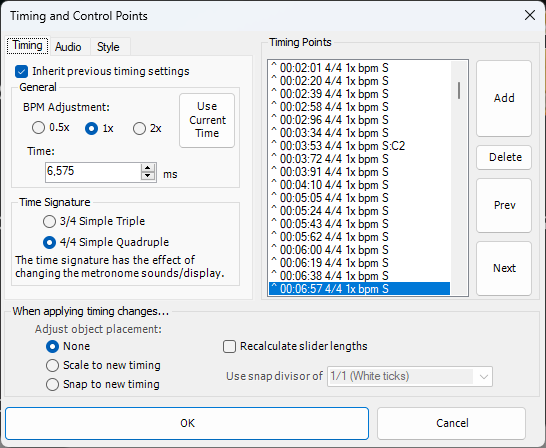 Timing and Control Points
Timing Audio Style
Inherit previous timing settings
General
BPM Adjustment:
0.5x 1x 2x
Use
Current
Time
Time:
6,575 ms
Time Signature
3/4 Simple Triple
4/4 Simple Quadruple
The time signature has the effect of
changing the metronome sounds/display.
Timing Points
^ 00:02:01 4/4 1x bpm S
^ 00:02:20 4/4 1x bpm S
^ 00:02:39 4/4 1x bpm S
^ 00:02:58 4/4 1x bpm S
^ 00:02:96 4/4 1x bpm S
^ 00:03:34 4/4 1x bpm S
^ 00:03:53 4/4 1x bpm S:C2
^ 00:03:72 4/4 1x bpm S
^ 00:03:91 4/4 1x bpm S
^ 00:04:10 4/4 1x bpm S
^ 00:05:05 4/4 1x bpm S
^ 00:05:24 4/4 1x bpm S
^ 00:05:43 4/4 1x bpm S
^ 00:05:62 4/4 1x bpm S
^ 00:06:00 4/4 1x bpm S
^ 00:06:19 4/4 1x bpm S
^ 00:06:38 4/4 1x bpm S
^ 00:06:57 4/4 1x bpm S
Add
Delete
Prev
Next
When applying timing changes...
Adjust object placement:
None
Scale to new timing
Snap to new timing
Recalculate slider lengths
Use snap divisor of 1/1 (White ticks)
OK
Cancel